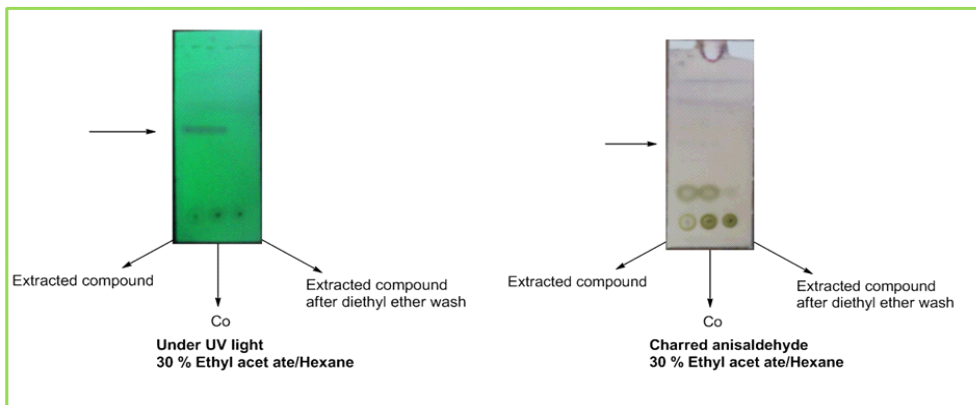 Extracted compound
Co
Extracted compound
after diethyl ether wash
Under UV light
30 % Ethyl acet ate/Hexane
Extracted compound
Co
Extracted compound
after diethyl ether wash
Charred anisaldehyde
30 % Ethyl acet ate/Hexane